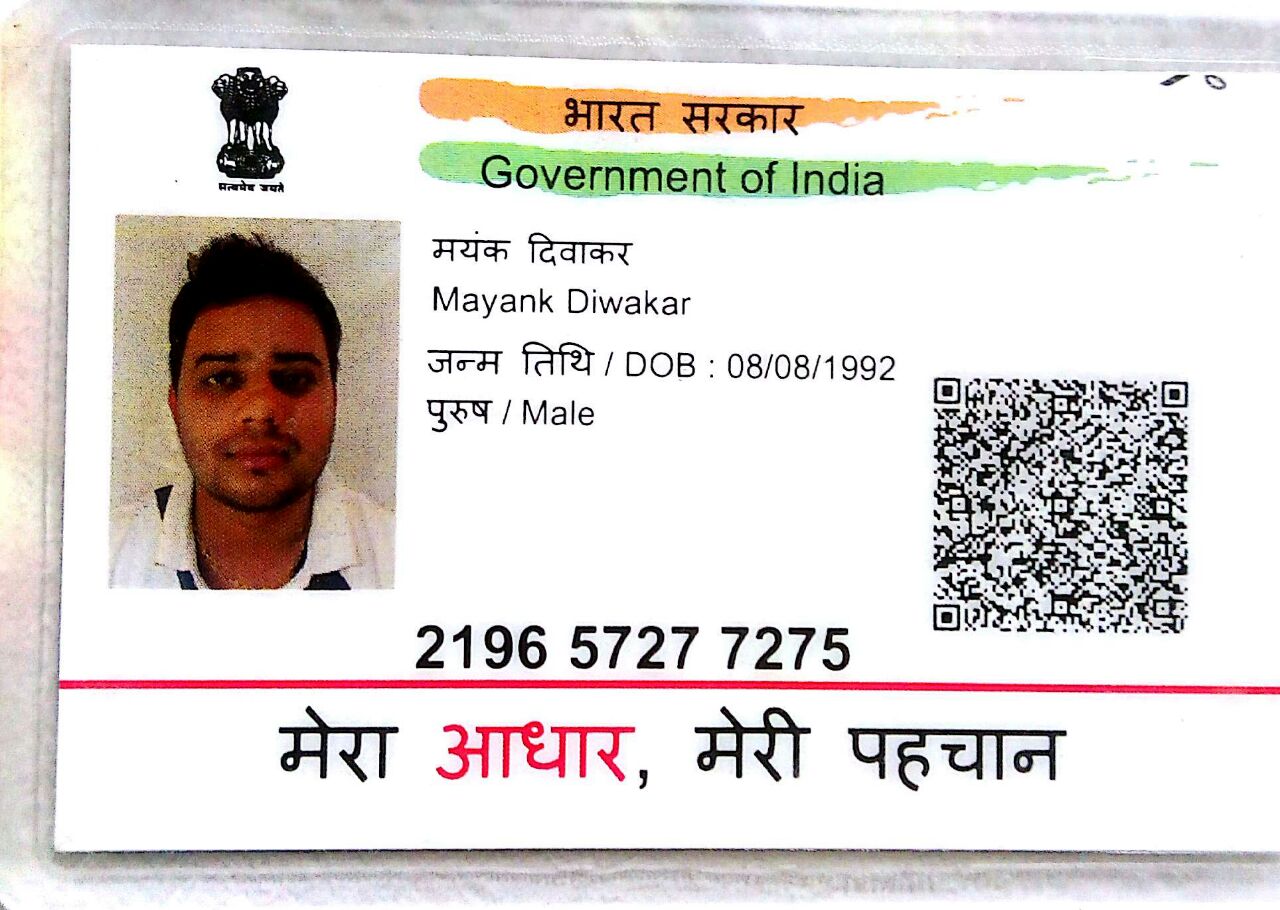 सत्यमेव जयते
भारत सरकार
Government of India
मयंक दिवाकर
Mayank Diwakar
जन्म तिथि / DOB : 08/08/1992
पुरुष / Male
2196 5727 7275
मेरा आधार, मेरी पहचान